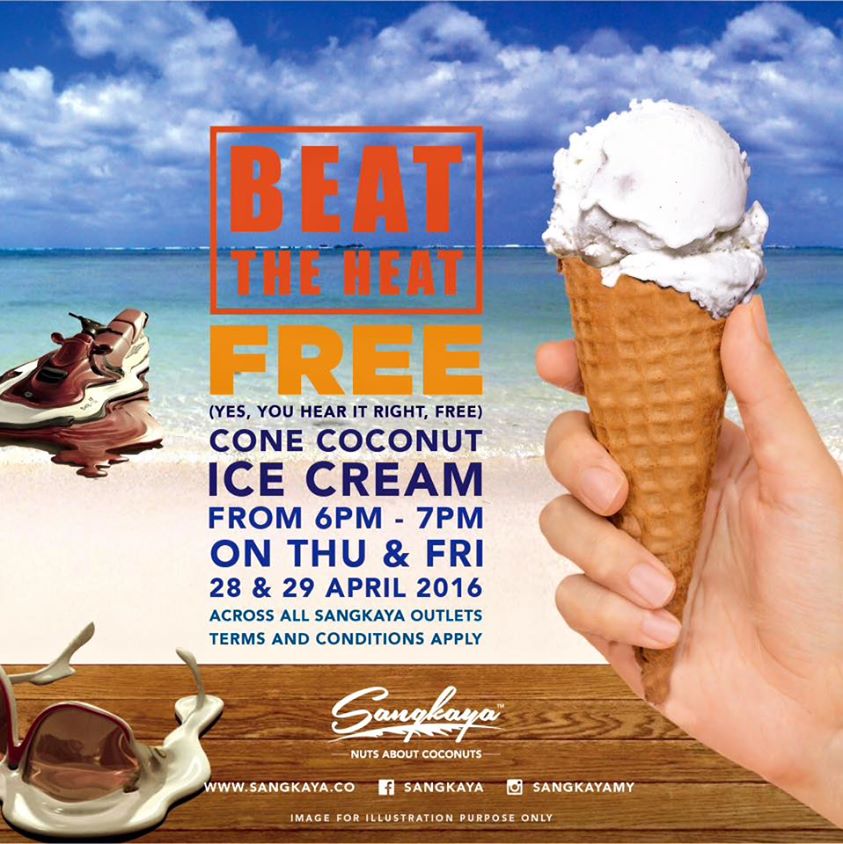 BEAT
THE HEAT
FREE
(YES, YOU HEAR IT RIGHT, FREE)
CONE COCONUT
ICE CREAM
FROM 6PM - 7PM
ON THU & FRI
28 & 29 APRIL 2016
ACROSS ALL SANGKAYA OUTLETS
TERMS AND CONDITIONS APPLY
Sangkaya™
NUTS ABOUT COCONUTS
WWW.SANGKAYA.CO SANGKAYA SANGKAYAMY
IMAGE FOR ILLUSTRATION PURPOSE ONLY